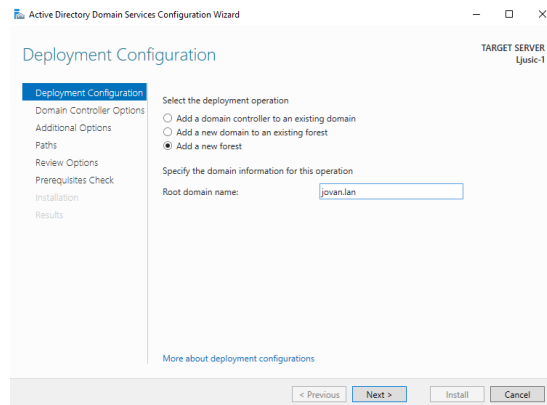 Active Directory Domain Services Configuration Wizard
Deployment Configuration
TARGET SERVER
Ljusic-1
Deployment Configuration
Domain Controller Options
Additional Options
Paths
Review Options
Prerequisites Check
Installation
Results
Select the deployment operation
Add a domain controller to an existing domain
Add a new domain to an existing forest
Add a new forest
Specify the domain information for this operation
Root domain name:
jovan.lan
More about deployment configurations
< Previous
Next >
Install
Cancel